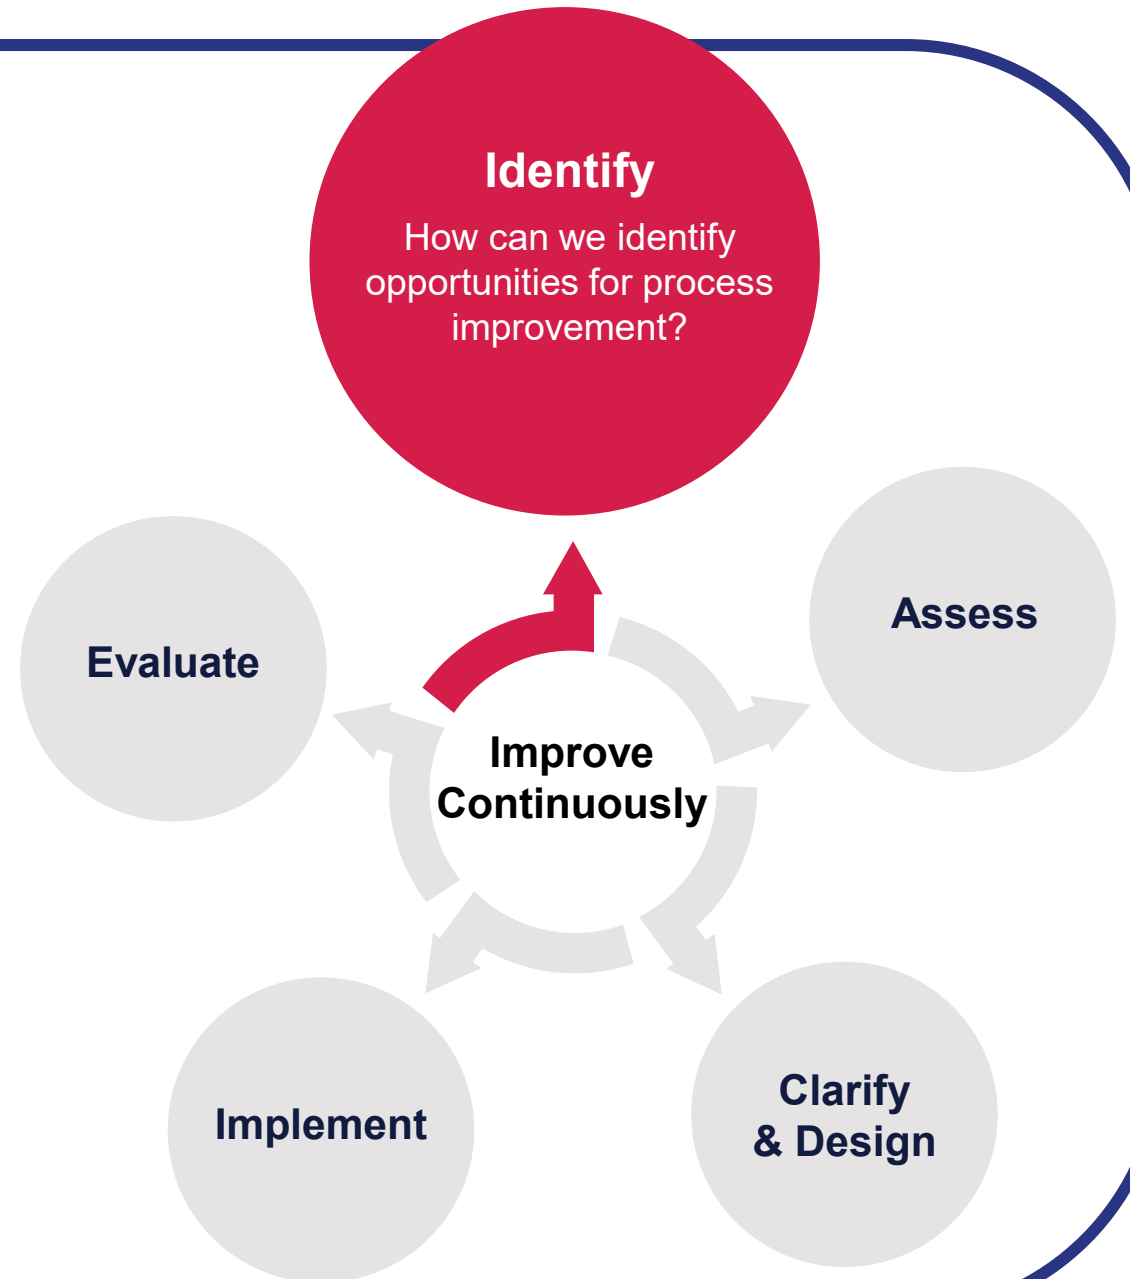 Identify
How can we identify
opportunities for process
improvement?
Assess
Evaluate
Improve
Continuously
Clarify
& Design
Implement